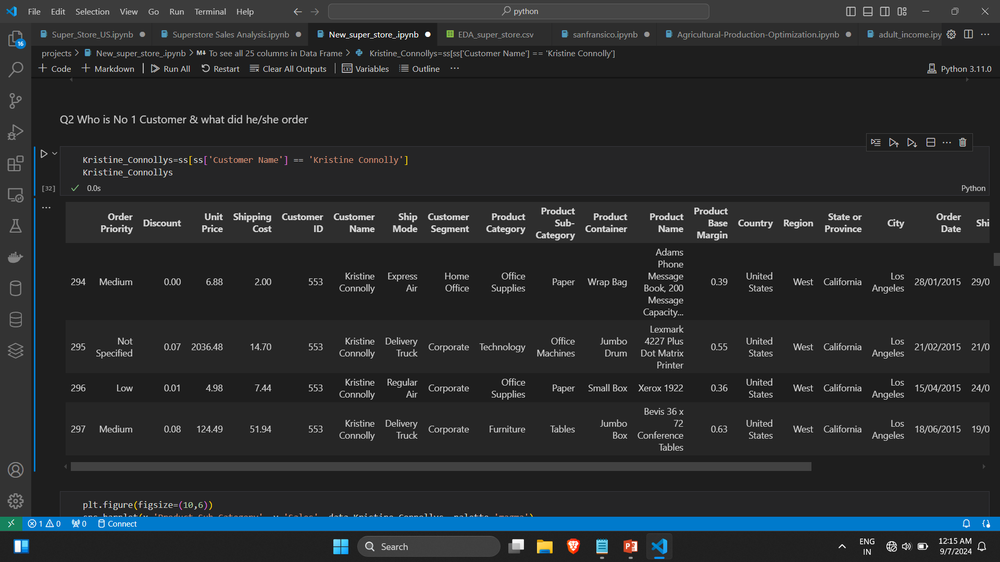 File Edit Selection View Go Run Terminal Help
python
Super_Store_US.ipynb Superstore Sales Analysis.ipynb New_super_store_.ipynb EDA_super_store.csv sanfransico.ipynb Agricultural-Production-Optimization.ipynb adult_income.ipy
projects > New_super_store_.ipynb > M↓ To see all 25 columns in Data Frame > Kristine_Connollys=ss[ss['Customer Name'] == 'Kristine Connolly']
+ Code + Markdown | Run All Restart Clear All Outputs | Variables Outline ...
Python 3.11.0
16
Q2 Who is No 1 Customer & what did he/she order
Kristine_Connollys=ss[ss['Customer Name'] == 'Kristine Connolly']
Kristine_Connollys
[32] 0.0s Python
Order Priority Discount Unit Price Shipping Cost Customer ID Customer Name Ship Mode Customer Segment Product Category Product Sub-Category Product Container Product Name Product Base Margin Country Region State or Province City Order Date Shi
294 Medium 0.00 6.88 2.00 553 Kristine Connolly Express Air Home Office Office Supplies Paper Wrap Bag Adams Phone Message Book, 200 Message Capacity... 0.39 United States West California Los Angeles 28/01/2015 29/0
295 Not Specified 0.07 2036.48 14.70 553 Kristine Connolly Delivery Truck Corporate Technology Office Machines Jumbo Drum Lexmark 4227 Plus Dot Matrix Printer 0.55 United States West California Los Angeles 21/02/2015 21/0
296 Low 0.01 4.98 7.44 553 Kristine Connolly Regular Air Corporate Office Supplies Paper Small Box Xerox 1922 0.36 United States West California Los Angeles 15/04/2015 24/0
297 Medium 0.08 124.49 51.94 553 Kristine Connolly Delivery Truck Corporate Furniture Tables Jumbo Box Bevis 36 x 72 Conference Tables 0.63 United States West California Los Angeles 18/06/2015 19/0
plt.figure(figsize=(10,6))
1 0 0 Connect
Search
ENG
IN
12:15 AM
9/7/2024